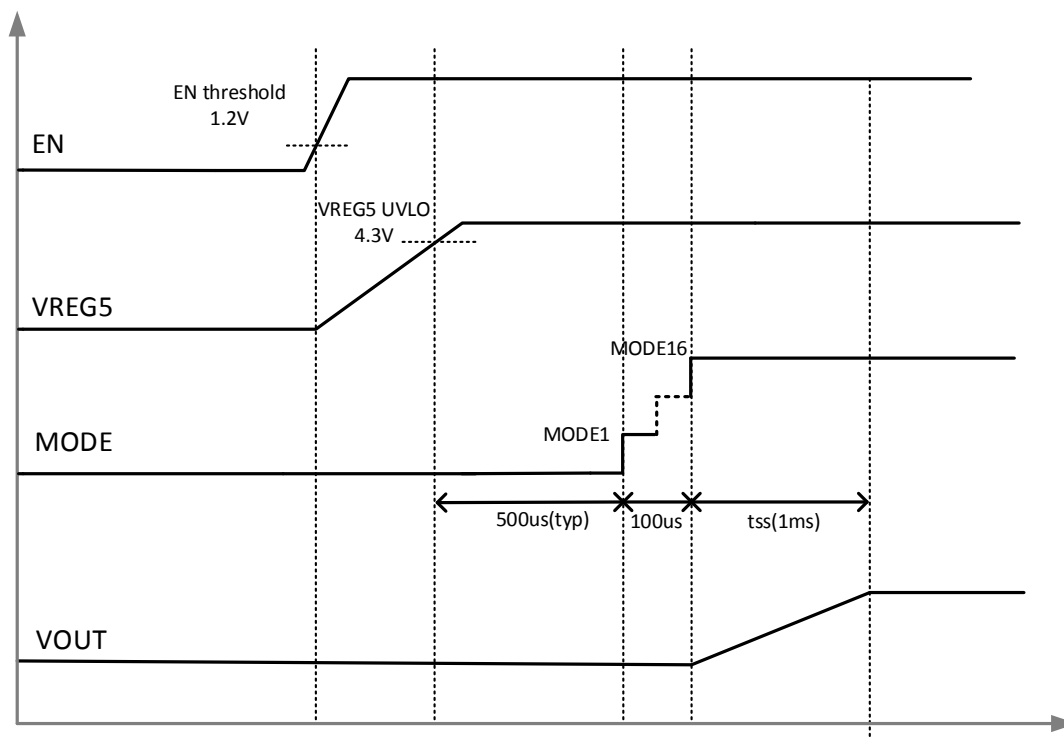 EN threshold
1.2V
EN
VREG5 UVLO
4.3V
VREG5
MODE16
MODE1
MODE
500us(typ)
100us
tss(1ms)
VOUT